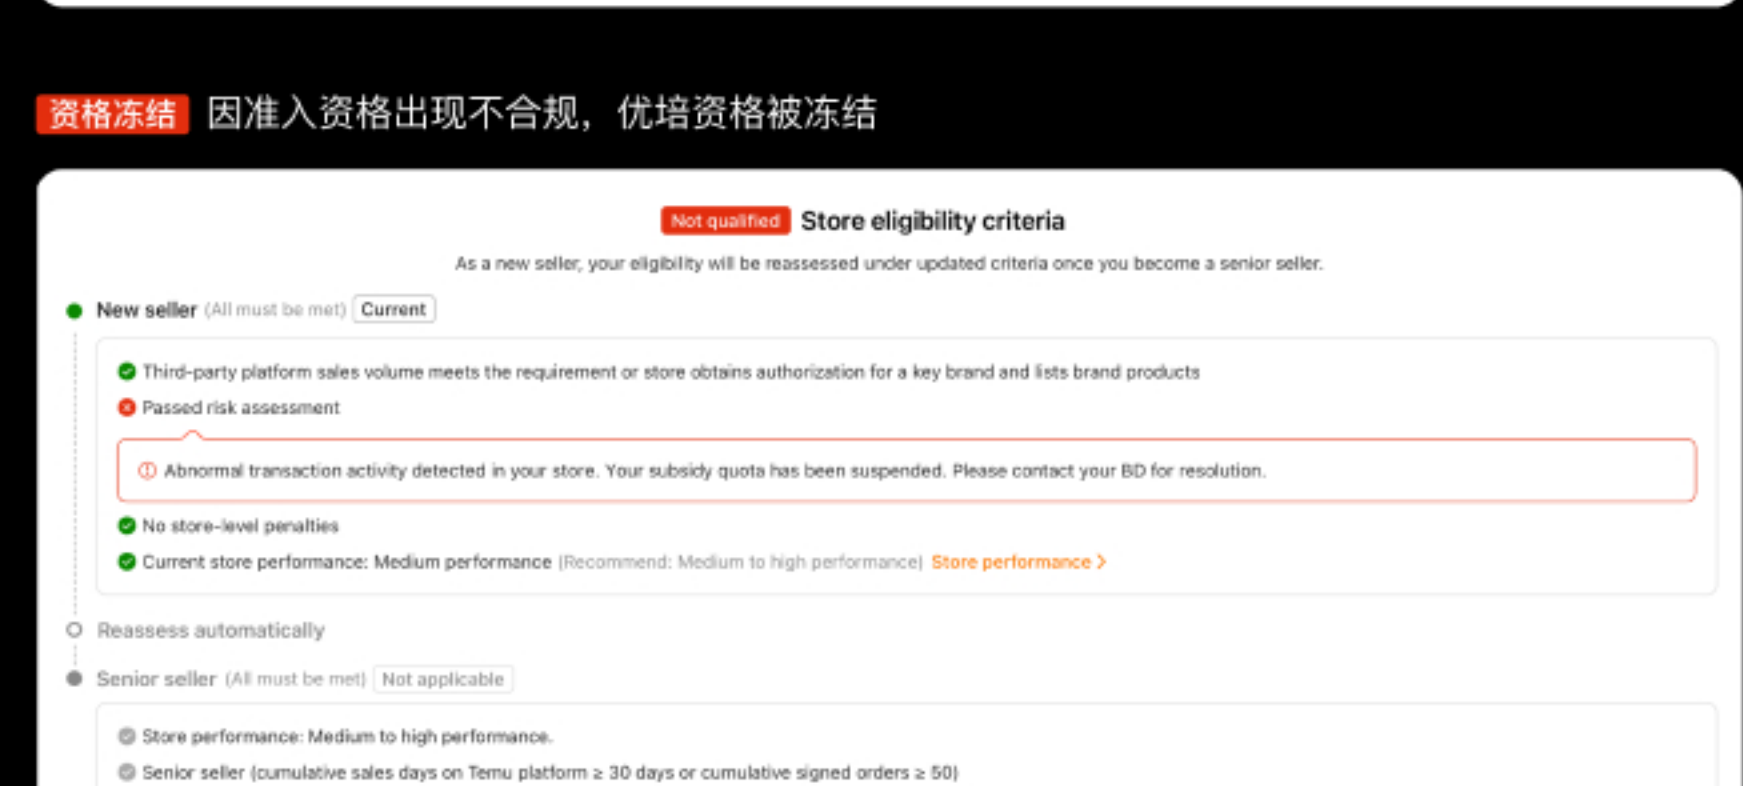 资格冻结 因准入资格出现不合规，优培资格被冻结
Not qualified Store eligibility criteria
As a new seller, your eligibility will be reassessed under updated criteria once you become a senior seller.
New seller (All must be met) Current
Third-party platform sales volume meets the requirement or store obtains authorization for a key brand and lists brand products
Passed risk assessment
Abnormal transaction activity detected in your store. Your subsidy quota has been suspended. Please contact your BD for resolution.
No store-level penalties
Current store performance: Medium performance (Recommend: Medium to high performance) Store performance >
Reassess automatically
Senior seller (All must be met) Not applicable
Store performance: Medium to high performance.
Senior seller (cumulative sales days on Temu platform ≥ 30 days or cumulative signed orders ≥ 50)